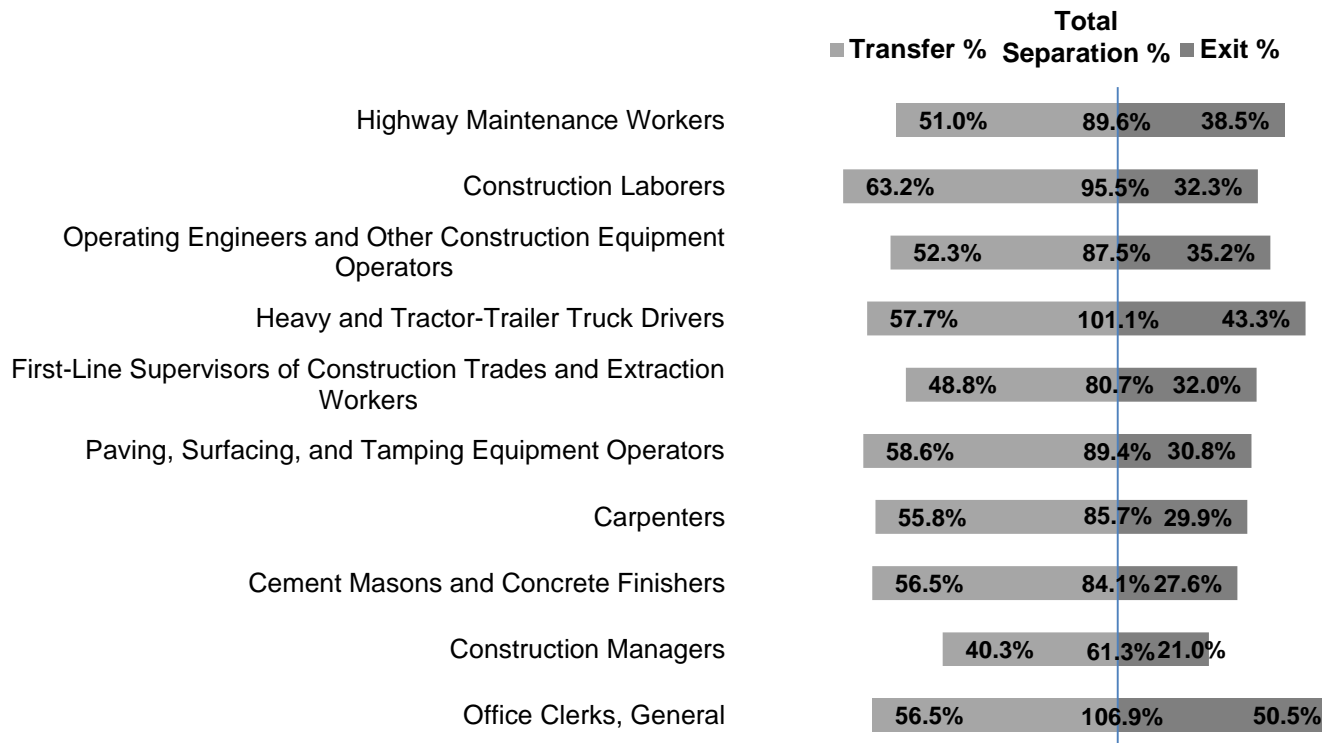 Total
Transfer % Separation % Exit %
Highway Maintenance Workers 51.0% 89.6% 38.5%
Construction Laborers 63.2% 95.5% 32.3%
Operating Engineers and Other Construction Equipment
Operators 52.3% 87.5% 35.2%
Heavy and Tractor-Trailer Truck Drivers 57.7% 101.1% 43.3%
First-Line Supervisors of Construction Trades and Extraction
Workers 48.8% 80.7% 32.0%
Paving, Surfacing, and Tamping Equipment Operators 58.6% 89.4% 30.8%
Carpenters 55.8% 85.7% 29.9%
Cement Masons and Concrete Finishers 56.5% 84.1% 27.6%
Construction Managers 40.3% 61.3% 21.0%
Office Clerks, General 56.5% 106.9% 50.5%